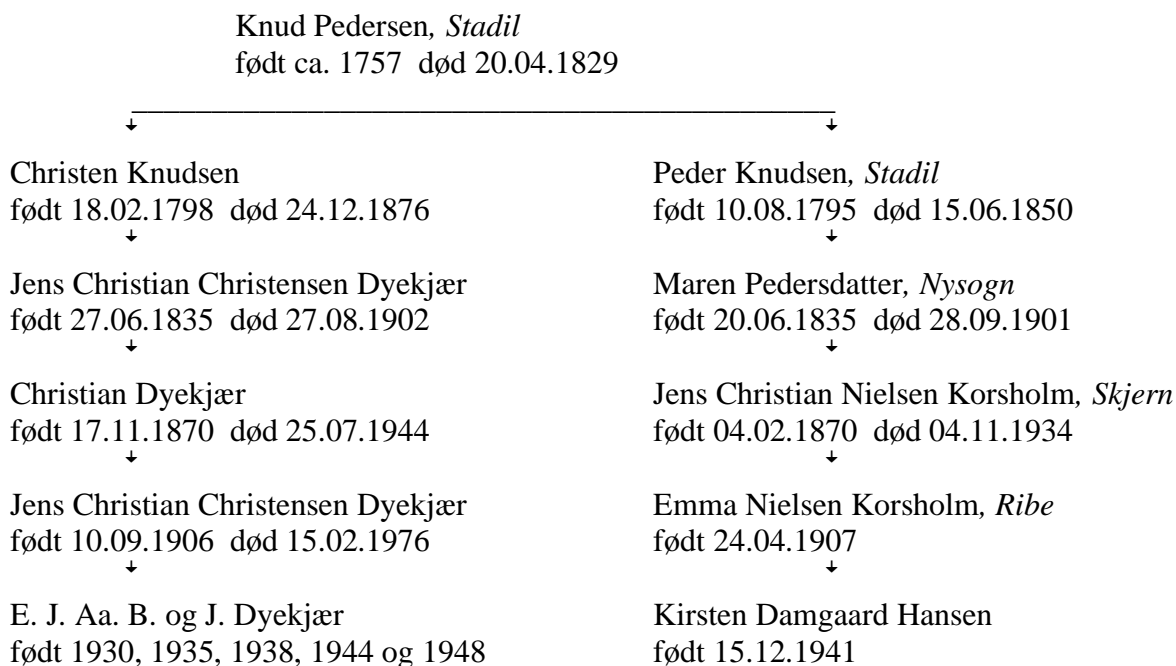 Knud Pedersen, Stadil
født ca. 1757 død 20.04.1829
Christen Knudsen
født 18.02.1798 død 24.12.1876
Peder Knudsen, Stadil
født 10.08.1795 død 15.06.1850
Jens Christian Christensen Dyekjær
født 27.06.1835 død 27.08.1902
Maren Pedersdatter, Nysogn
født 20.06.1835 død 28.09.1901
Christian Dyekjær
født 17.11.1870 død 25.07.1944
Jens Christian Nielsen Korsholm, Skjern
født 04.02.1870 død 04.11.1934
Jens Christian Christensen Dyekjær
født 10.09.1906 død 15.02.1976
Emma Nielsen Korsholm, Ribe
født 24.04.1907
E. J. Aa. B. og J. Dyekjær
født 1930, 1935, 1938, 1944 og 1948
Kirsten Damgaard Hansen
født 15.12.1941